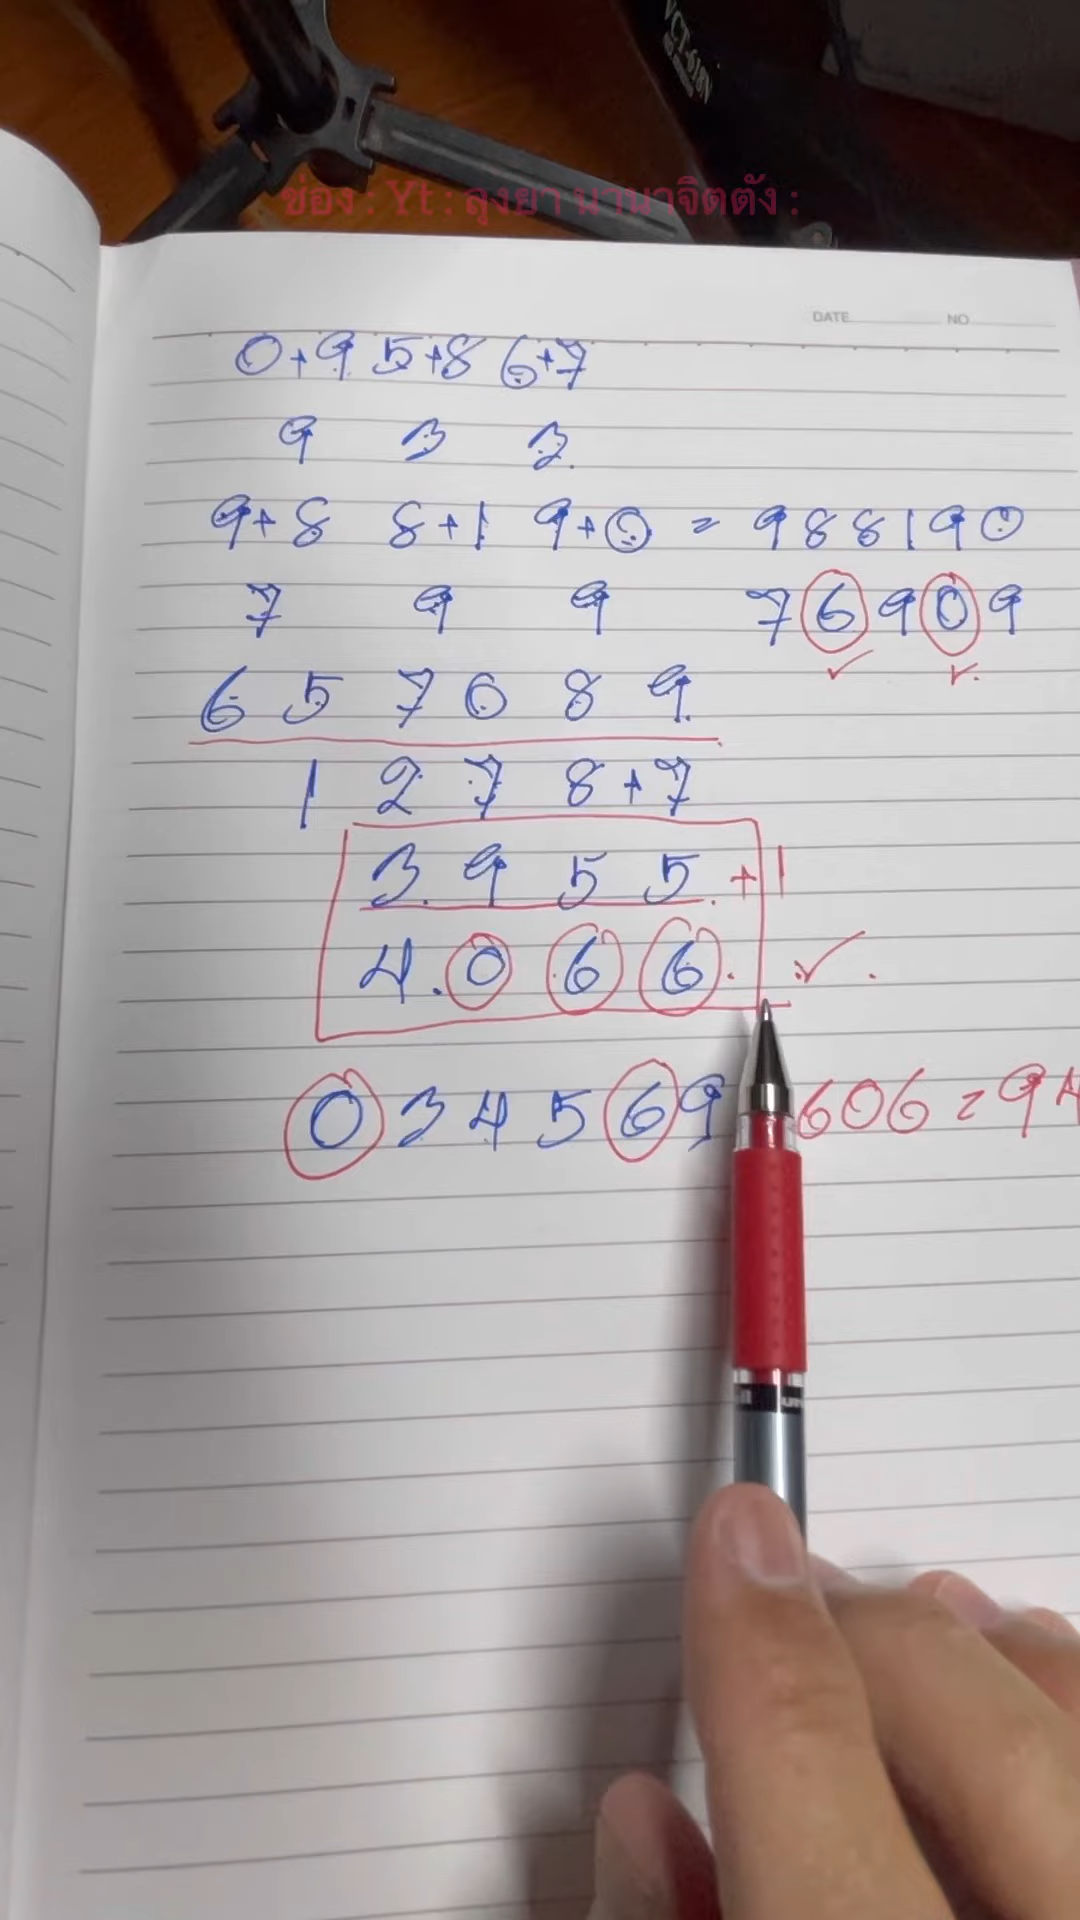 VCT-618N
ช่อง : Yt : ลุงยา นานาจิตตัง :
DATE NO
0+9 5+8 6+7
9 3 3.
9+8 8+1 9+0 = 988190
7 9 9 76909
6 5 7 0 8 9
1 2 7 8+7
3. 9 5 5. +1
4. 0 6 6.
0 3 4 5 6 9 606 = 94